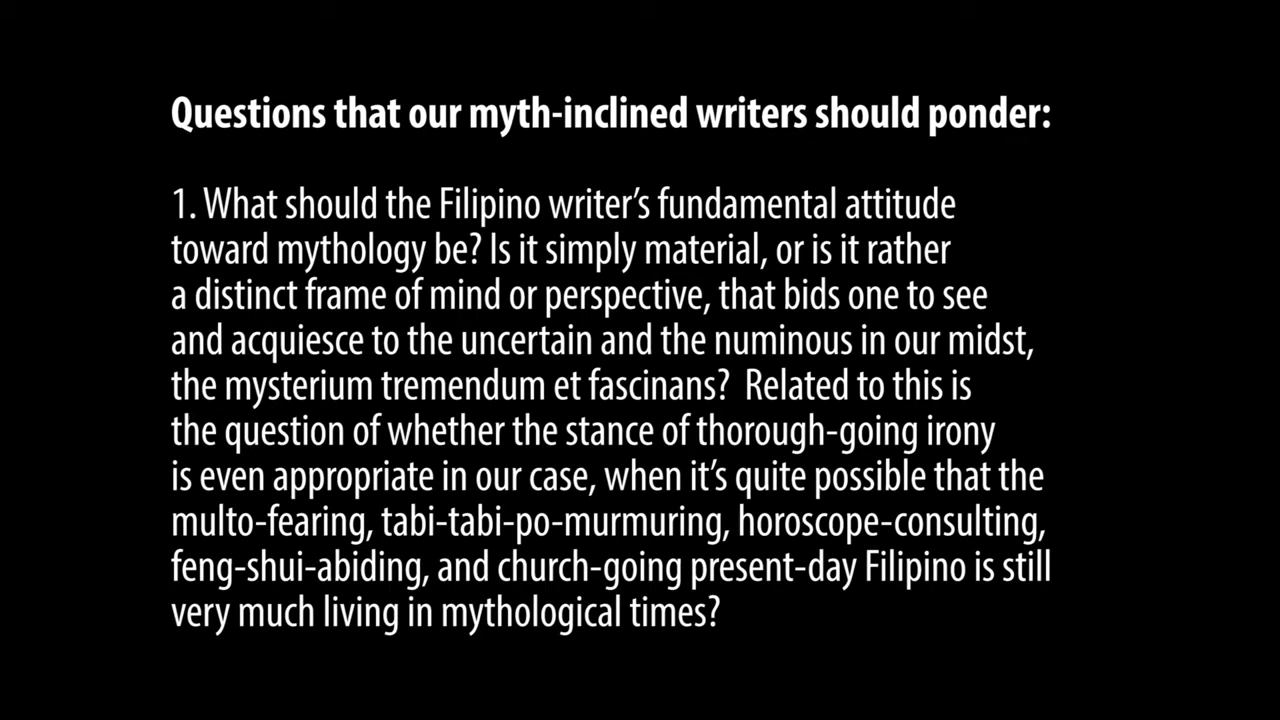 Questions that our myth-inclined writers should ponder:
1. What should the Filipino writer’s fundamental attitude
toward mythology be? Is it simply material, or is it rather
a distinct frame of mind or perspective, that bids one to see
and acquiesce to the uncertain and the numinous in our midst,
the mysterium tremendum et fascinans?  Related to this is
the question of whether the stance of thorough-going irony
is even appropriate in our case, when it’s quite possible that the
multo-fearing, tabi-tabi-po-murmuring, horoscope-consulting,
feng-shui-abiding, and church-going present-day Filipino is still
very much living in mythological times?